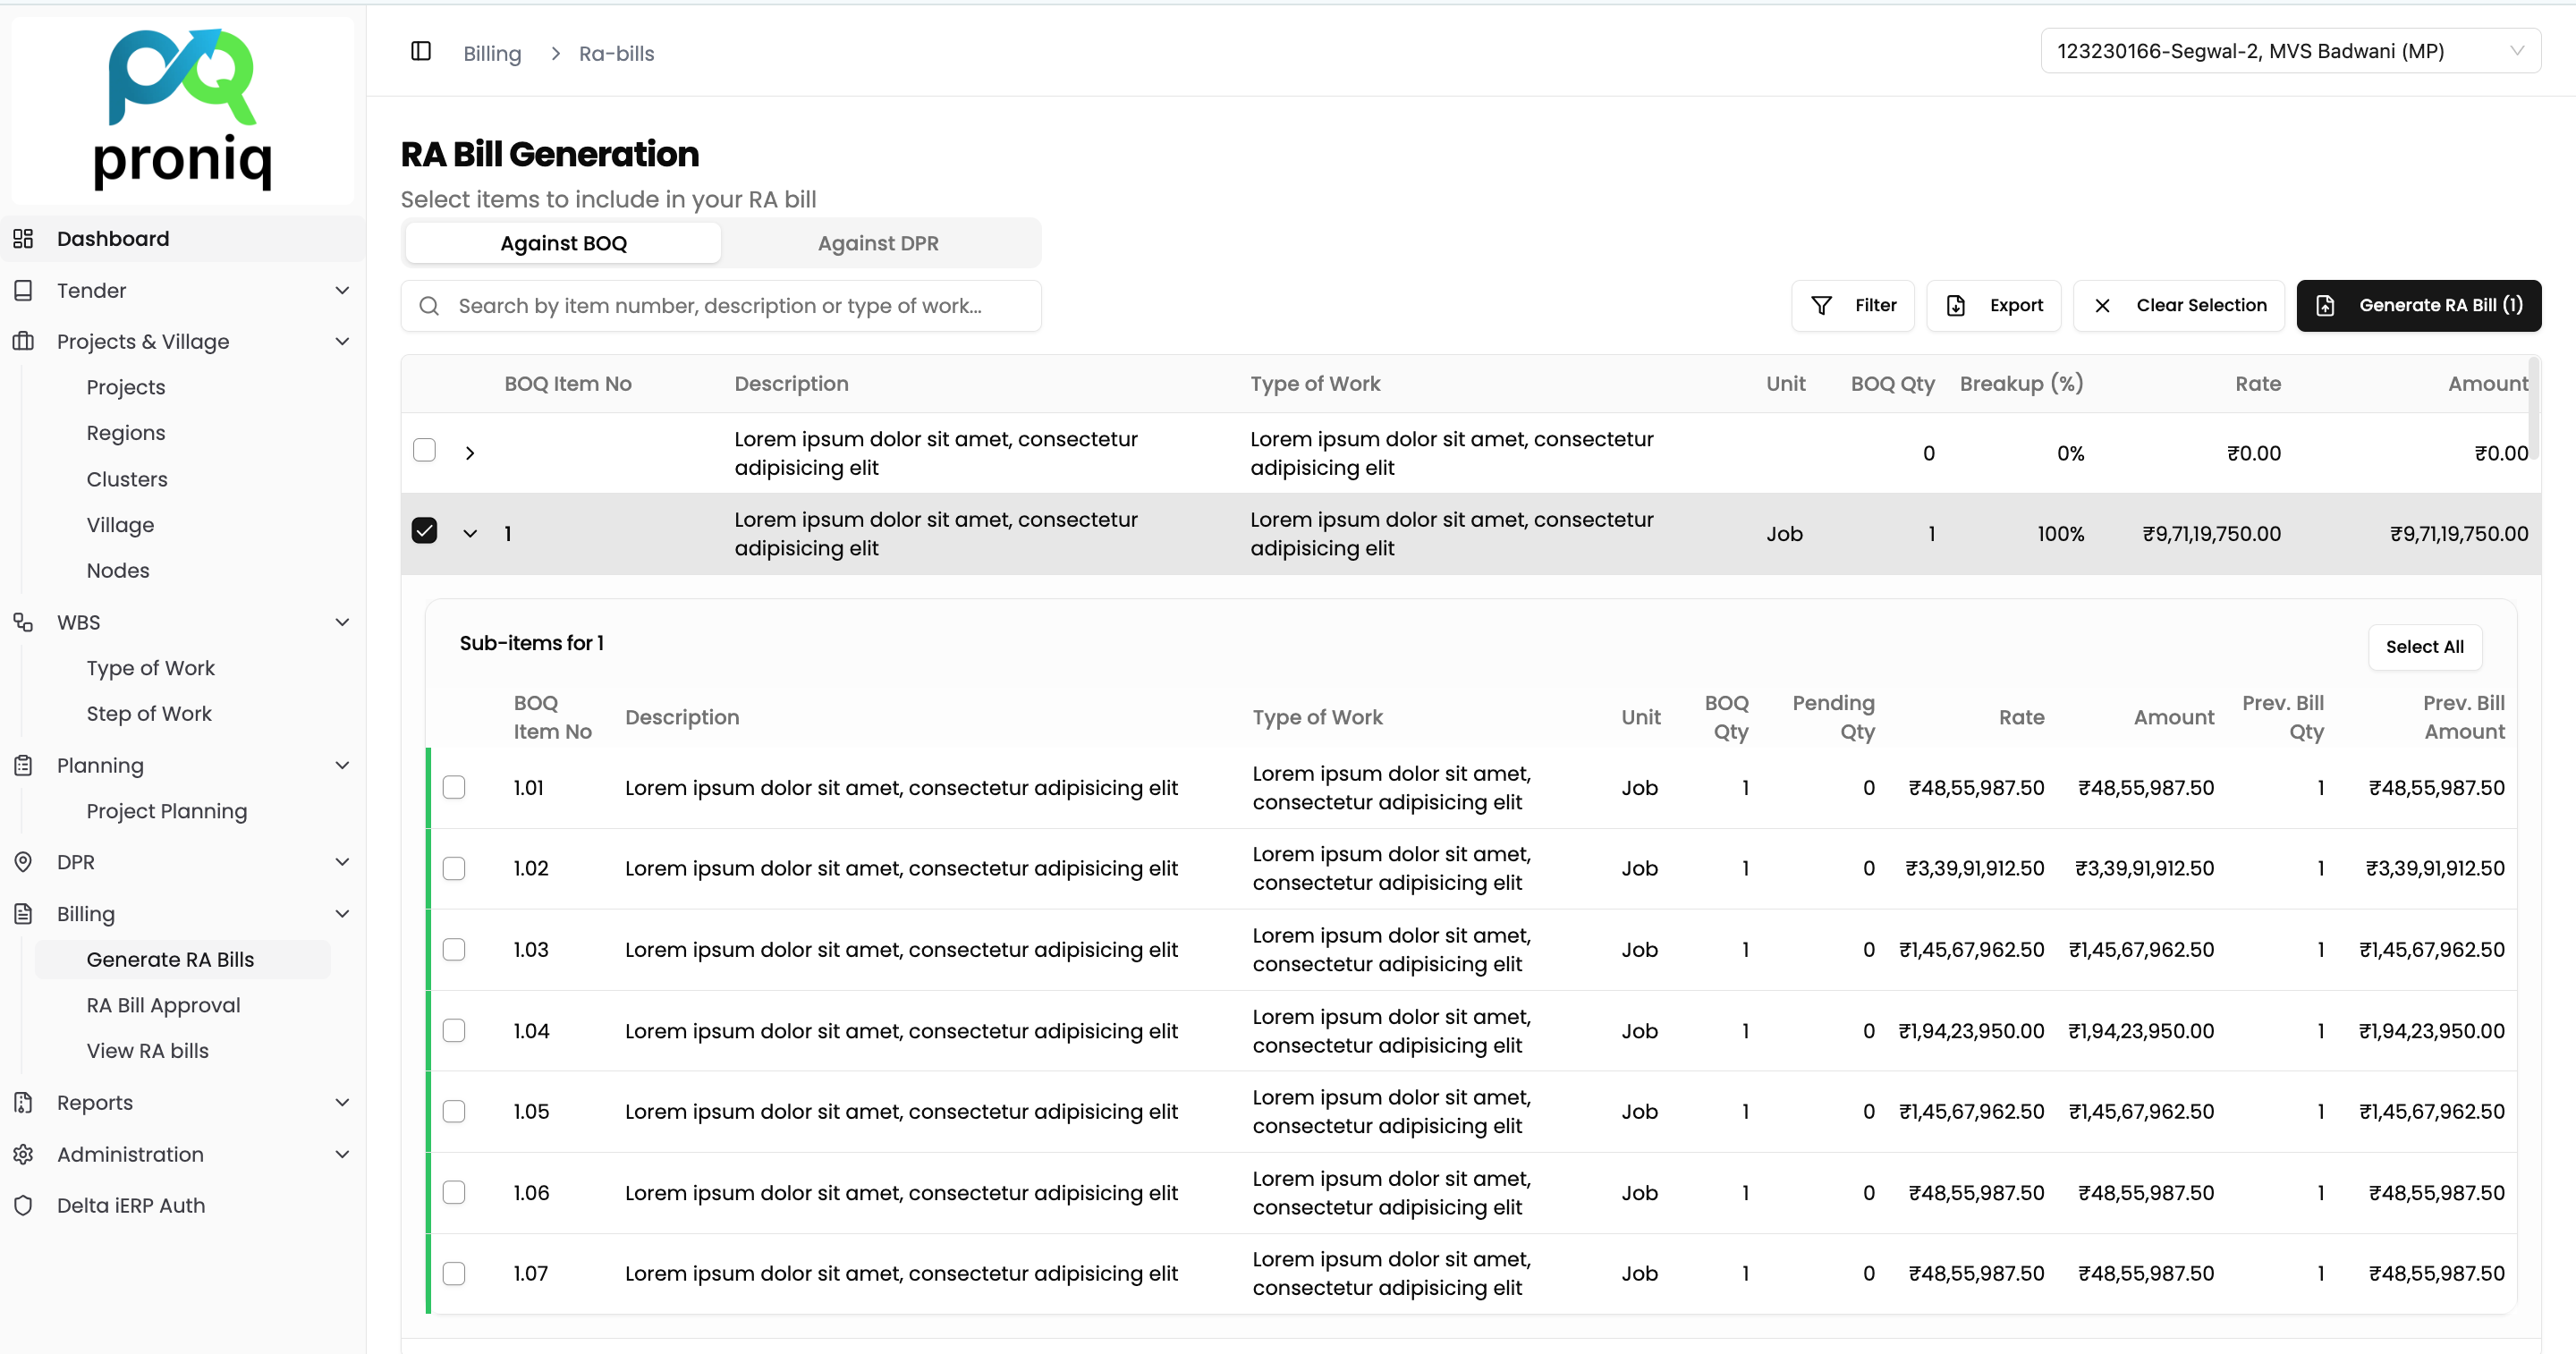 proniq
Dashboard
Tender
Projects & Village
Projects
Regions
Clusters
Village
Nodes
WBS
Type of Work
Step of Work
Planning
Project Planning
DPR
Billing
Generate RA Bills
RA Bill Approval
View RA bills
Reports
Administration
Delta iERP Auth
Billing > Ra-bills
123230166-Segwal-2, MVS Badwani (MP)
RA Bill Generation
Select items to include in your RA bill
Against BOQ Against DPR
Search by item number, description or type of work...
Filter Export Clear Selection Generate RA Bill (1)
BOQ Item No Description Type of Work Unit BOQ Qty Breakup (%) Rate Amount
Lorem ipsum dolor sit amet, consectetur Lorem ipsum dolor sit amet, consectetur
0 0% ₹0.00 ₹0.00
adipisicing elit adipisicing elit
Lorem ipsum dolor sit amet, consectetur Lorem ipsum dolor sit amet, consectetur
1 Job 1 100% ₹9,71,19,750.00 ₹9,71,19,750.00
adipisicing elit adipisicing elit
Sub-items for 1
Select All
BOQ BOQ Pending Prev. Bill Prev. Bill
Description Type of Work Unit Rate Amount
Item No Qty Qty Qty Amount
Lorem ipsum dolor sit amet,
1.01 Lorem ipsum dolor sit amet, consectetur adipisicing elit Job 1 0 ₹48,55,987.50 ₹48,55,987.50 1 ₹48,55,987.50
consectetur adipisicing elit
Lorem ipsum dolor sit amet,
1.02 Lorem ipsum dolor sit amet, consectetur adipisicing elit Job 1 0 ₹3,39,91,912.50 ₹3,39,91,912.50 1 ₹3,39,91,912.50
consectetur adipisicing elit
Lorem ipsum dolor sit amet,
1.03 Lorem ipsum dolor sit amet, consectetur adipisicing elit Job 1 0 ₹1,45,67,962.50 ₹1,45,67,962.50 1 ₹1,45,67,962.50
consectetur adipisicing elit
Lorem ipsum dolor sit amet,
1.04 Lorem ipsum dolor sit amet, consectetur adipisicing elit Job 1 0 ₹1,94,23,950.00 ₹1,94,23,950.00 1 ₹1,94,23,950.00
consectetur adipisicing elit
Lorem ipsum dolor sit amet,
1.05 Lorem ipsum dolor sit amet, consectetur adipisicing elit Job 1 0 ₹1,45,67,962.50 ₹1,45,67,962.50 1 ₹1,45,67,962.50
consectetur adipisicing elit
Lorem ipsum dolor sit amet,
1.06 Lorem ipsum dolor sit amet, consectetur adipisicing elit Job 1 0 ₹48,55,987.50 ₹48,55,987.50 1 ₹48,55,987.50
consectetur adipisicing elit
Lorem ipsum dolor sit amet,
1.07 Lorem ipsum dolor sit amet, consectetur adipisicing elit Job 1 0 ₹48,55,987.50 ₹48,55,987.50 1 ₹48,55,987.50
consectetur adipisicing elit